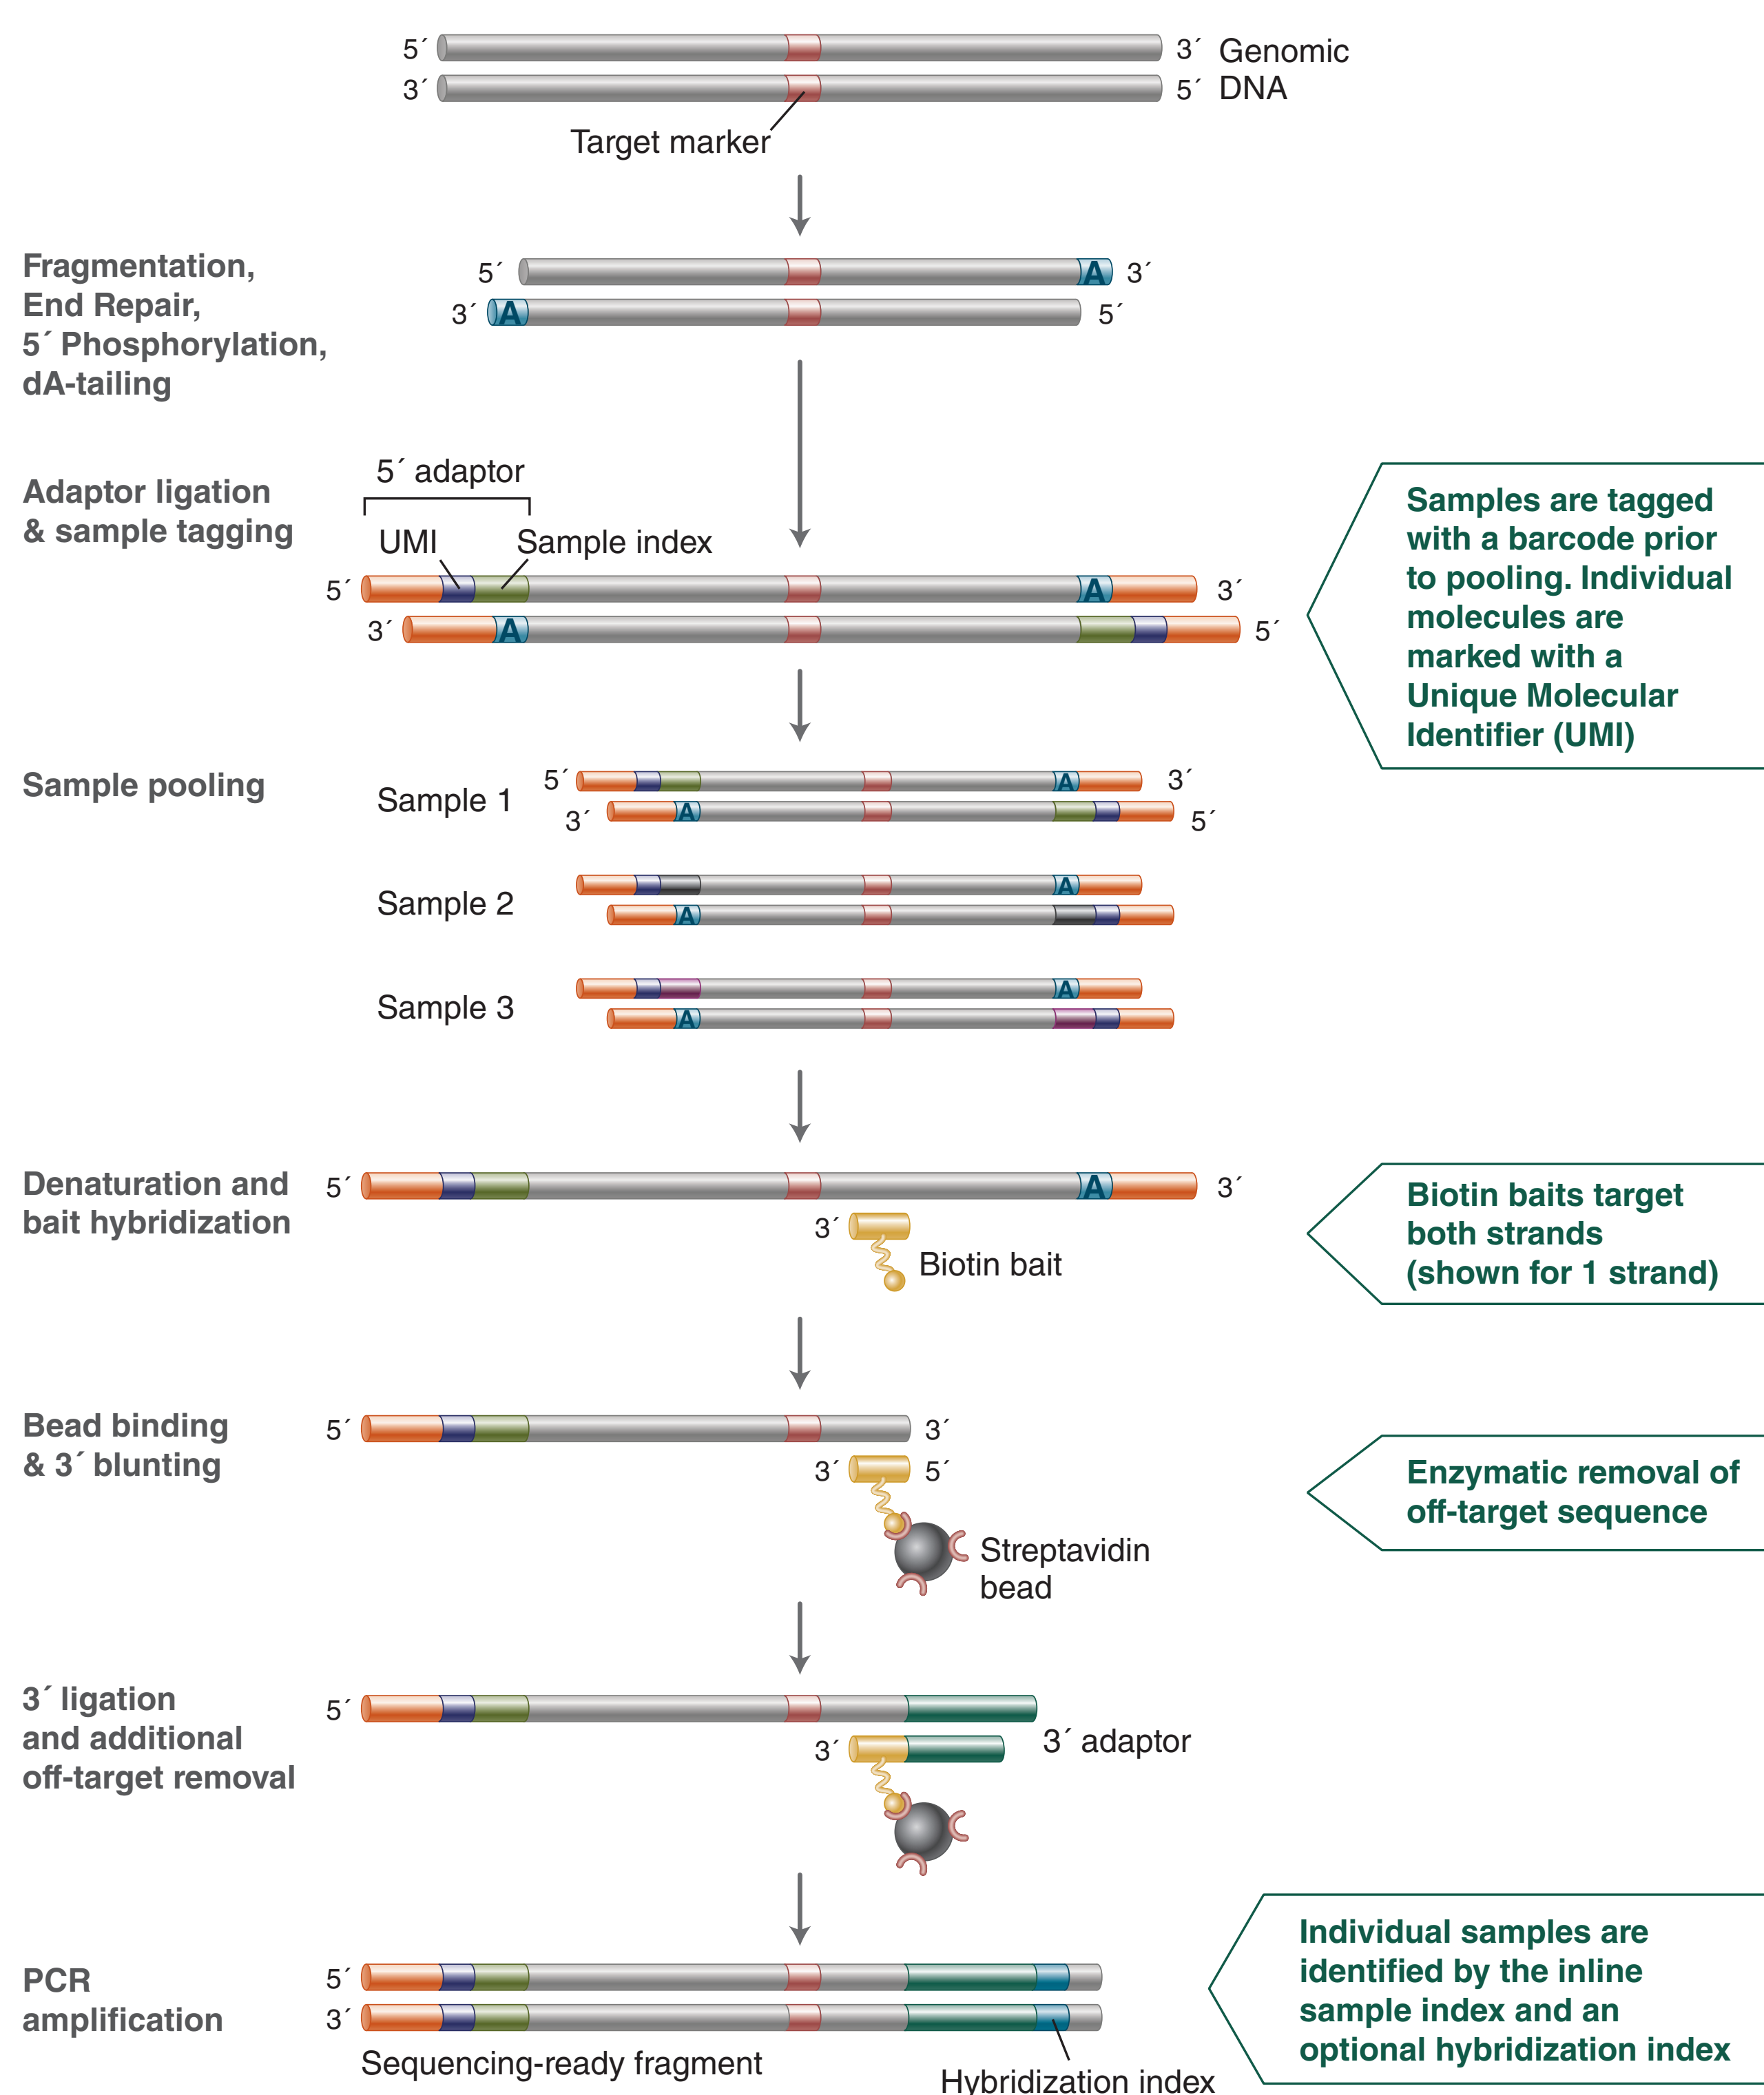 5´ 3´ Genomic
3´ 5´ DNA
Target marker
Fragmentation,
End Repair,
5´ Phosphorylation,
dA-tailing
5´ A 3´
3´ A 5´
Adaptor ligation
& sample tagging
5´ adaptor
UMI Sample index
5´ A 3´
3´ A 5´
Samples are tagged
with a barcode prior
to pooling. Individual
molecules are
marked with a
Unique Molecular
Identifier (UMI)
Sample pooling
Sample 1
5´ A 3´
3´ A 5´
Sample 2
A
A
Sample 3
A
A
Denaturation and
bait hybridization
5´ A 3´
3´
Biotin bait
Biotin baits target
both strands
(shown for 1 strand)
Bead binding
& 3´ blunting
5´ 3´
3´ 5´
Streptavidin
bead
Enzymatic removal of
off-target sequence
3´ ligation
and additional
off-target removal
5´
3´ 3´ adaptor
PCR
amplification
5´
3´
Sequencing-ready fragment
Hybridization index
Individual samples are
identified by the inline
sample index and an
optional hybridization index